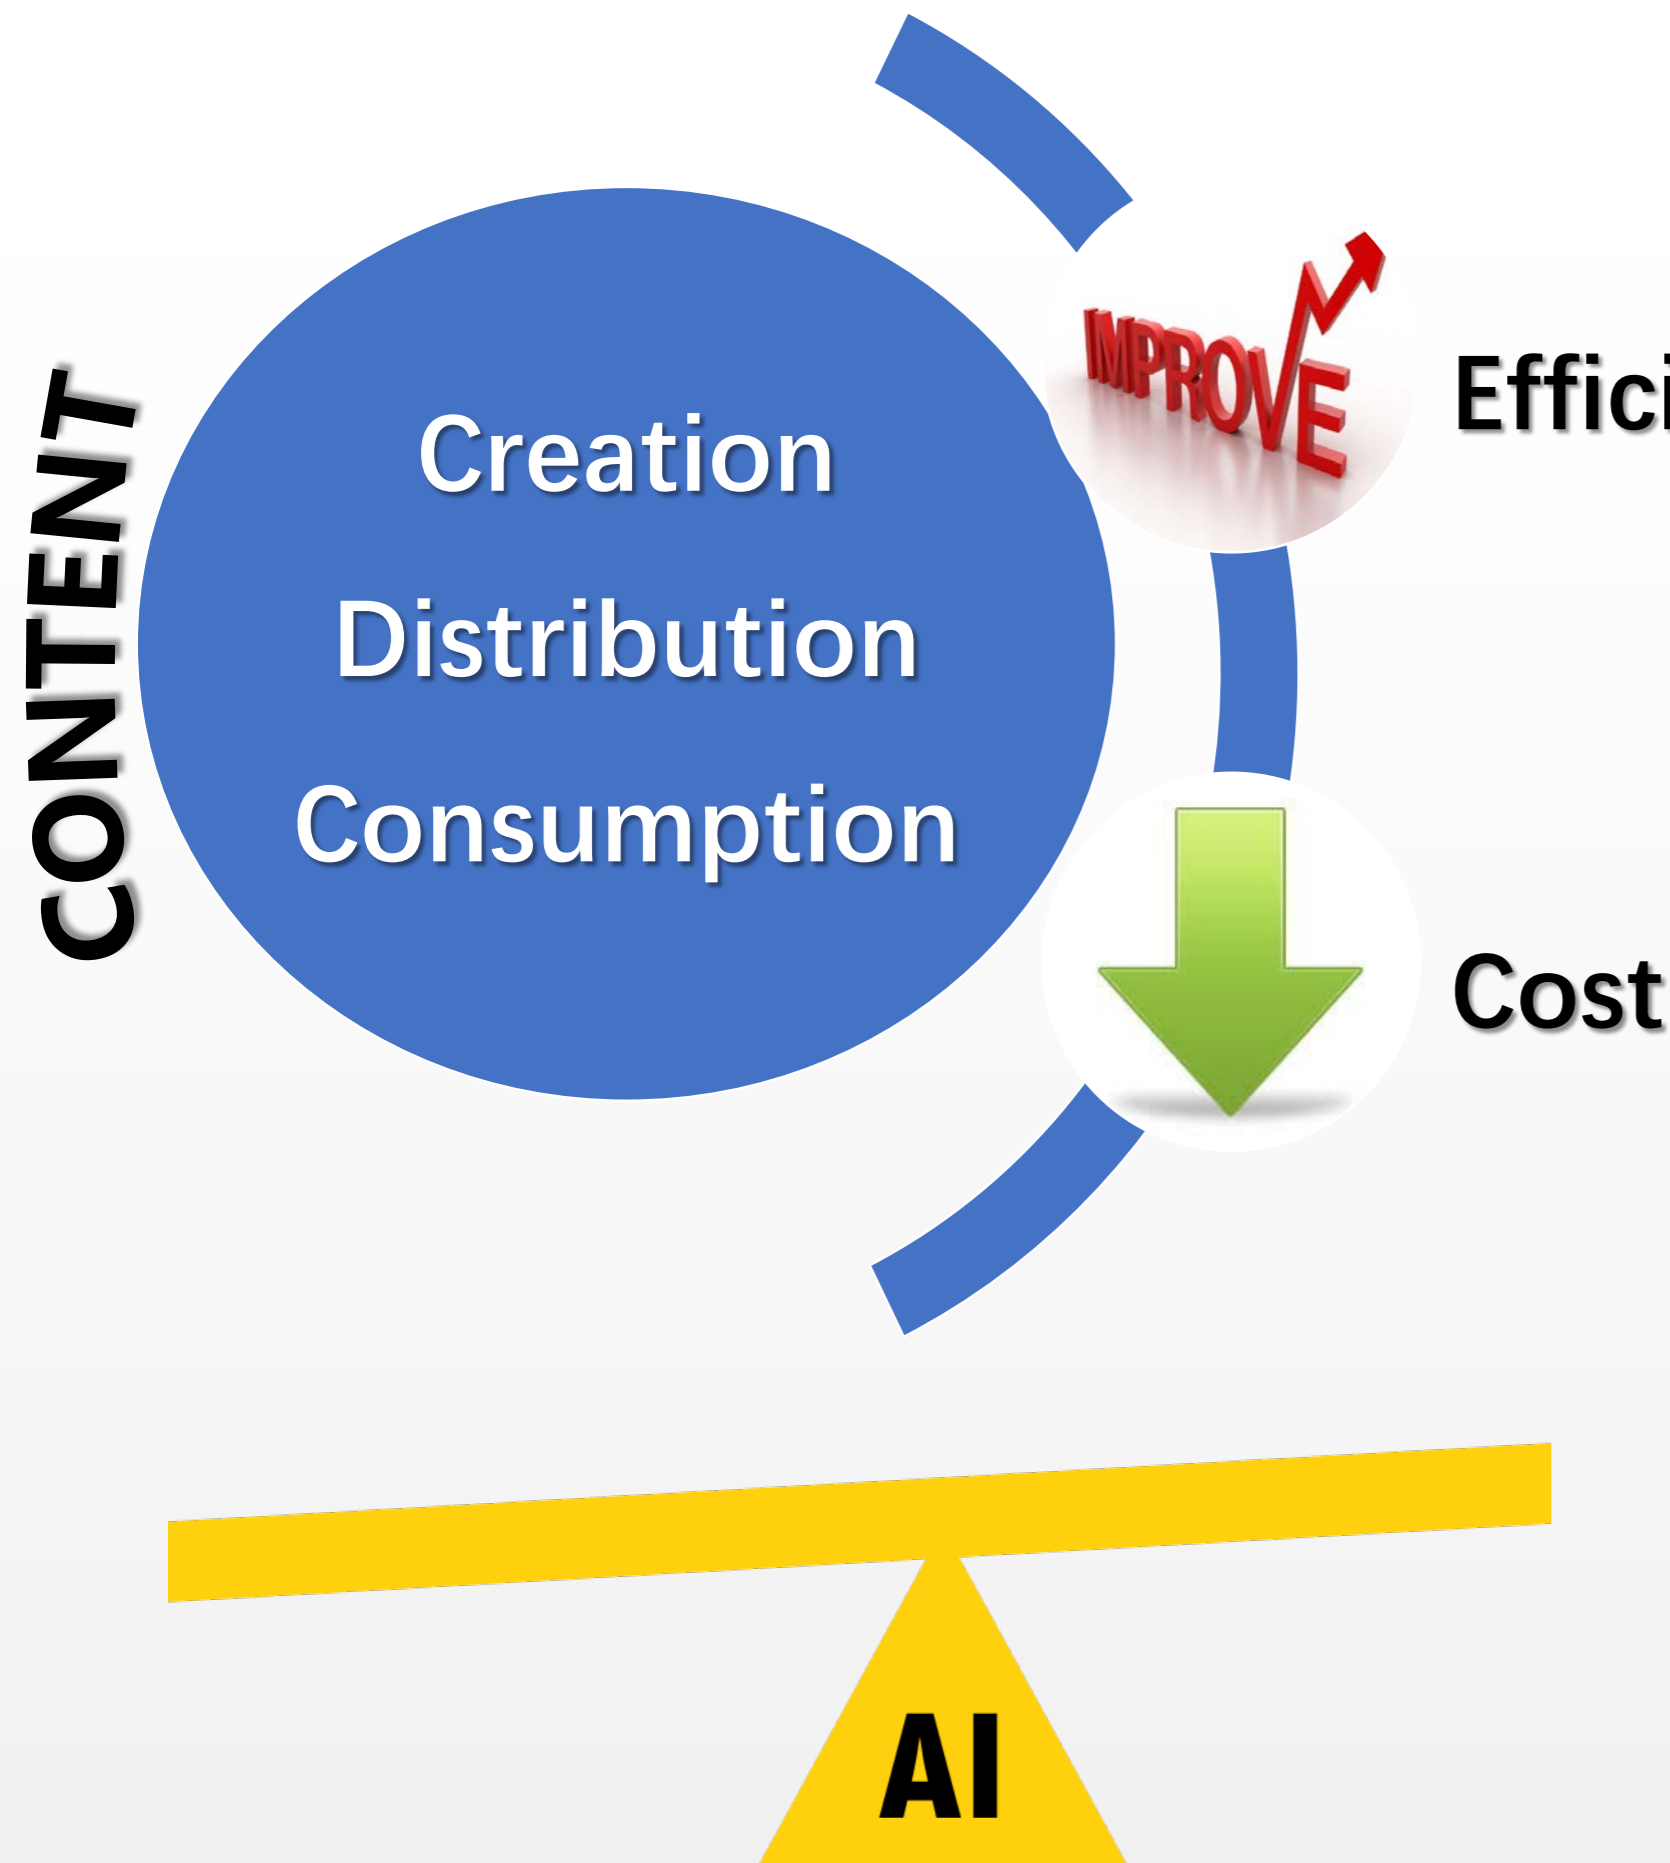 CONTENT
Creation
Distribution
Consumption
IMPROVE
Effici
Cost
AI